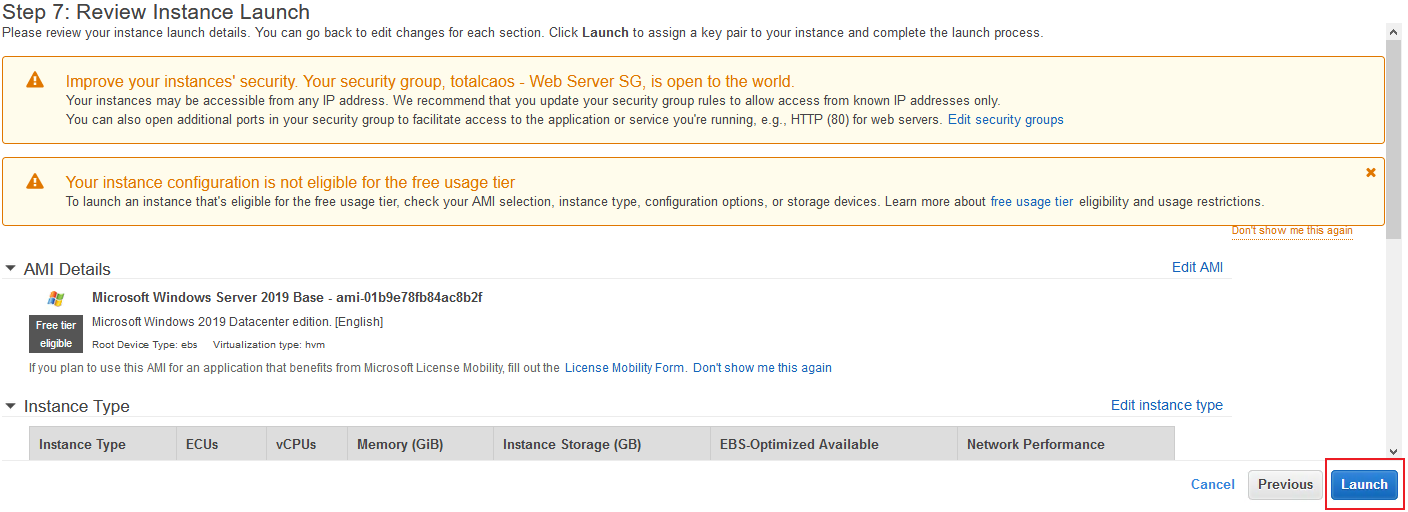 Step 7: Review Instance Launch
Please review your instance launch details. You can go back to edit changes for each section. Click Launch to assign a key pair to your instance and complete the launch process.
Improve your instances' security. Your security group, totalcaos - Web Server SG, is open to the world.
Your instances may be accessible from any IP address. We recommend that you update your security group rules to allow access from known IP addresses only.
You can also open additional ports in your security group to facilitate access to the application or service you're running, e.g., HTTP (80) for web servers. Edit security groups
Your instance configuration is not eligible for the free usage tier
To launch an instance that's eligible for the free usage tier, check your AMI selection, instance type, configuration options, or storage devices. Learn more about free usage tier eligibility and usage restrictions.
Don't show me this again
AMI Details Edit AMI
Microsoft Windows Server 2019 Base - ami-01b9e78fb84ac8b2f
Free tier eligible
Microsoft Windows 2019 Datacenter edition. [English]
Root Device Type: ebs Virtualization type: hvm
If you plan to use this AMI for an application that benefits from Microsoft License Mobility, fill out the License Mobility Form. Don't show me this again
Instance Type Edit instance type
Instance Type ECUs vCPUs Memory (GiB) Instance Storage (GB) EBS-Optimized Available Network Performance
Cancel Previous Launch